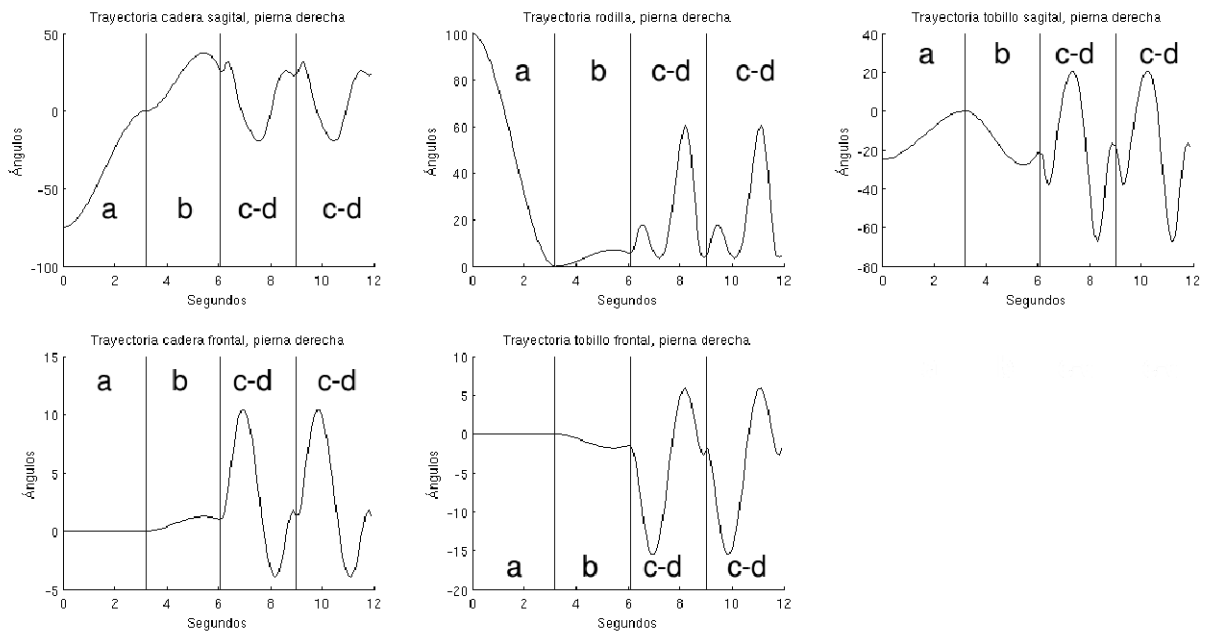 Trayectoria cadera sagital, pierna derecha
50
0
-50
-100
Ángulos
a
b
c-d
c-d
0 2 4 6 8 10 12
Segundos
Trayectoria rodilla, pierna derecha
100
80
60
40
20
0
Ángulos
a
b
c-d
c-d
0 2 4 6 8 10 12
Segundos
Trayectoria tobillo sagital, pierna derecha
40
20
0
-20
-40
-60
-80
Ángulos
a
b
c-d
c-d
0 2 4 6 8 10 12
Segundos
Trayectoria cadera frontal, pierna derecha
15
10
5
0
-5
Ángulos
a
b
c-d
c-d
0 2 4 6 8 10 12
Segundos
Trayectoria tobillo frontal, pierna derecha
10
5
0
-5
-10
-15
-20
Ángulos
a
b
c-d
c-d
0 2 4 6 8 10 12
Segundos